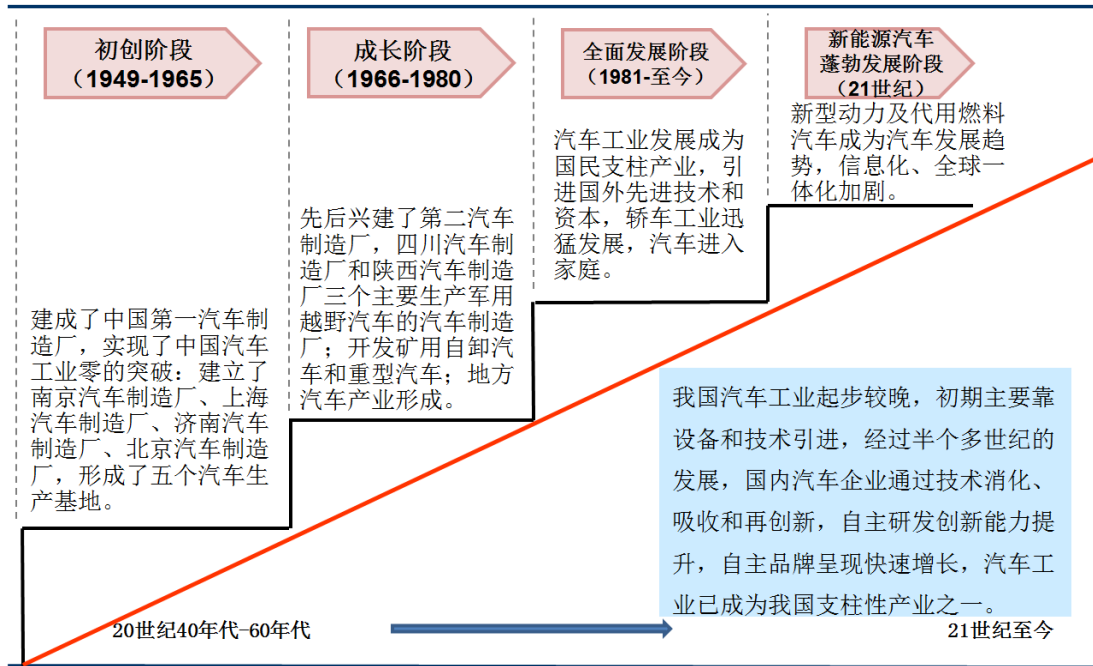 初创阶段
（1949-1965）
成长阶段
（1966-1980）
全面发展阶段
（1981-至今）
新能源汽车
蓬勃发展阶段
（21世纪）
建成了中国第一汽车制
造厂，实现了中国汽车
工业零的突破：建立了
南京汽车制造厂、上海
汽车制造厂、济南汽车
制造厂、北京汽车制造
厂，形成了五个汽车生
产基地。
先后兴建了第二汽车
制造厂，四川汽车制
造厂和陕西汽车制造
厂三个主要生产军用
越野汽车的汽车制造
厂；开发矿用自卸汽
车和重型汽车；地方
汽车产业形成。
汽车工业发展成为
国民支柱产业，引
进国外先进技术和
资本，轿车工业迅
猛发展，汽车进入
家庭。
新型动力及代用燃料
汽车成为汽车发展趋
势，信息化、全球一
体化加剧。
我国汽车工业起步较晚，初期主要靠
设备和技术引进，经过半个多世纪的
发展，国内汽车企业通过技术消化、
吸收和再创新，自主研发创新能力提
升，自主品牌呈现快速增长，汽车工
业已成为我国支柱性产业之一。
20世纪40年代-60年代
21世纪至今